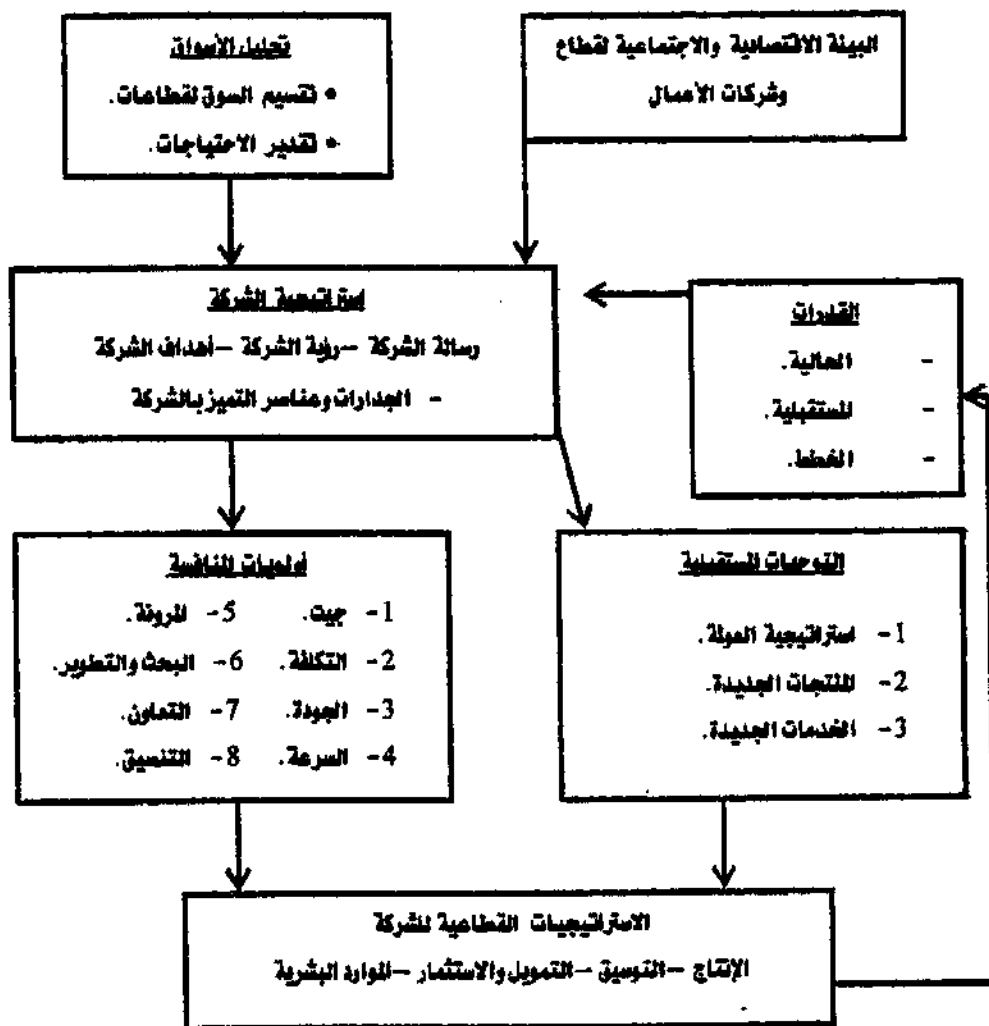 البيئة الاقتصادية والاجتماعية لقطاع
وشركات الأعمال
تحليل الأسواق
• تقسيم السوق لقطاعات.
• تقدير الاحتياجات.
استراتيجية الشركة
رسالة الشركة – رؤية الشركة – أهداف الشركة
- الجدارات وعناصر التميز بالشركة
القدرات
- الحالية.
- المستقبلية.
- الخطط.
أولويات المنافسة
1- جيت.
2- التكلفة.
3- الجودة.
4- السرعة.
5- المرونة.
6- البحث والتطوير.
7- التعاون.
8- التنسيق.
التوجهات المستقبلية
1- استراتيجية العولة.
2- المنتجات الجديدة.
3- الخدمات الجديدة.
الاستراتيجيات القطاعية للشركة
الإنتاج – التوسيق – التمويل والاستثمار – الموارد البشرية